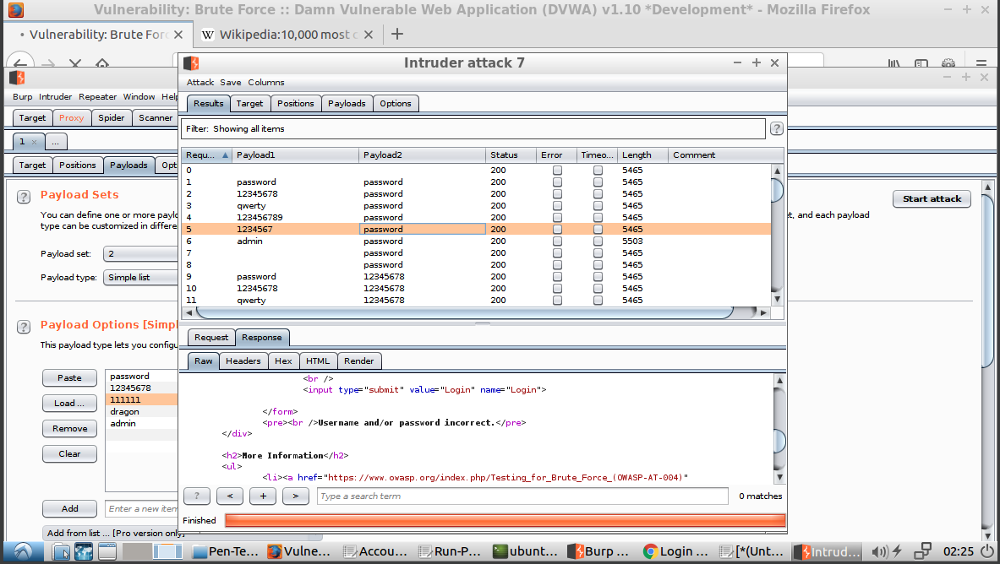 Vulnerability: Brute Force :: Damn Vulnerable Web Application (DVWA) v1.10 *Development* - Mozilla Firefox
• Vulnerability: Brute For
Wikipedia:10,000 most c
Intruder attack 7
Attack Save Columns
Burp Intruder Repeater Window Help
Results Target Positions Payloads Options
Target Proxy Spider Scanner
Filter: Showing all items
?
1 × ...
Requ... Payload1 Payload2 Status Error Timeo... Length Comment
Target Positions Payloads Opt
0 200 5465
1 password password 200 5465
2 12345678 password 200 5465
3 qwerty password 200 5465
4 123456789 password 200 5465
5 1234567 password 200 5465
6 admin password 200 5503
7 password 200 5465
8 password 200 5465
9 password 12345678 200 5465
10 12345678 12345678 200 5465
11 qwerty 12345678 200 5465
? Payload Sets
Start attack
You can define one or more paylo
et, and each payload
type can be customized in differe
Payload set: 2
Payload type: Simple list
? Payload Options [Simpl
This payload type lets you configu
Paste
Load ...
Remove
Clear
password
12345678
111111
dragon
admin
Add
Enter a new item
Add from list ... [Pro version only]
Request Response
Raw Headers Hex HTML Render
<br />
<input type="submit" value="Login" name="Login">
</form>
<pre><br />Username and/or password incorrect.</pre>
</div>
<h2>More Information</h2>
<ul>
<li><a href="https://www.owasp.org/index.php/Testing_for_Brute_Force_(OWASP-AT-004)"
? < + > Type a search term 0 matches
Finished
Pen-Te... Vulne... Accou... Run-P... ubunt... Burp ... Login ... [*(Unt... Intrud... 02:25